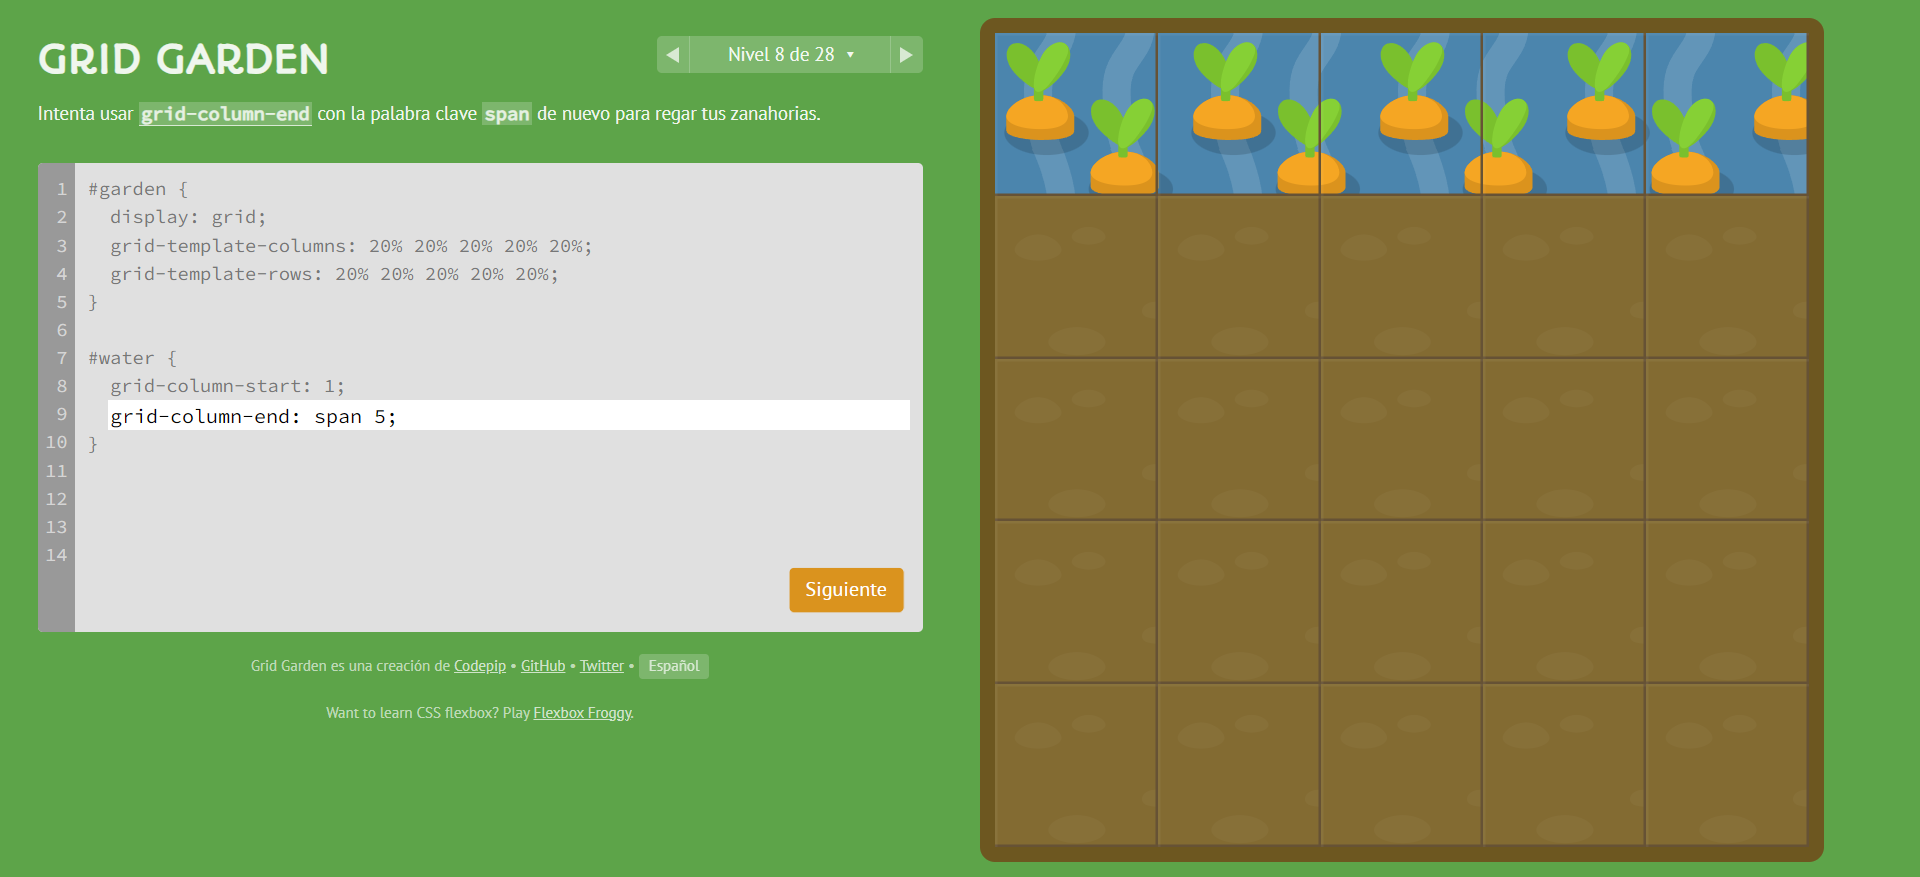 GRID GARDEN
Nivel 8 de 28
Intenta usar grid-column-end con la palabra clave span de nuevo para regar tus zanahorias.
1 #garden {
2 display: grid;
3 grid-template-columns: 20% 20% 20% 20% 20%;
4 grid-template-rows: 20% 20% 20% 20% 20%;
5 }
6
7 #water {
8 grid-column-start: 1;
9 grid-column-end: span 5;
10 }
11
12
13
14
Siguiente
Grid Garden es una creación de Codepip • GitHub • Twitter • Español
Want to learn CSS flexbox? Play Flexbox Froggy.